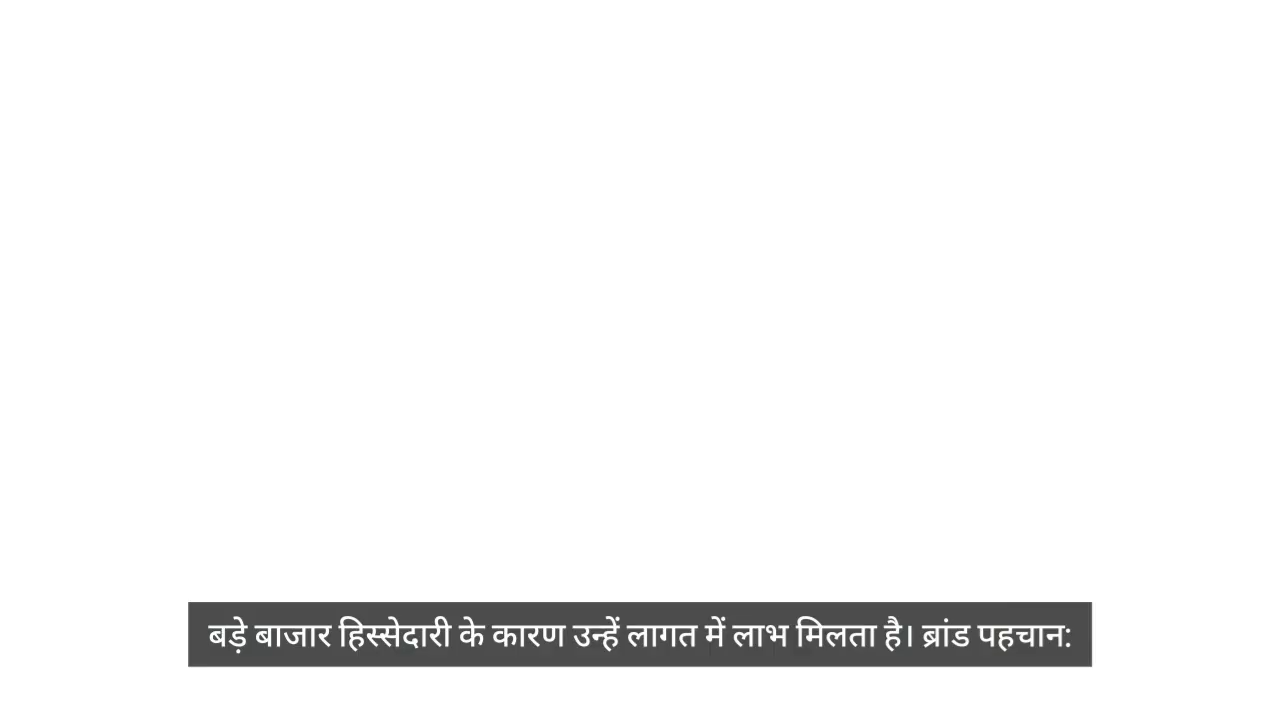 बड़े बाजार हिस्सेदारी के कारण उन्हें लागत में लाभ मिलता है। ब्रांड पहचान: